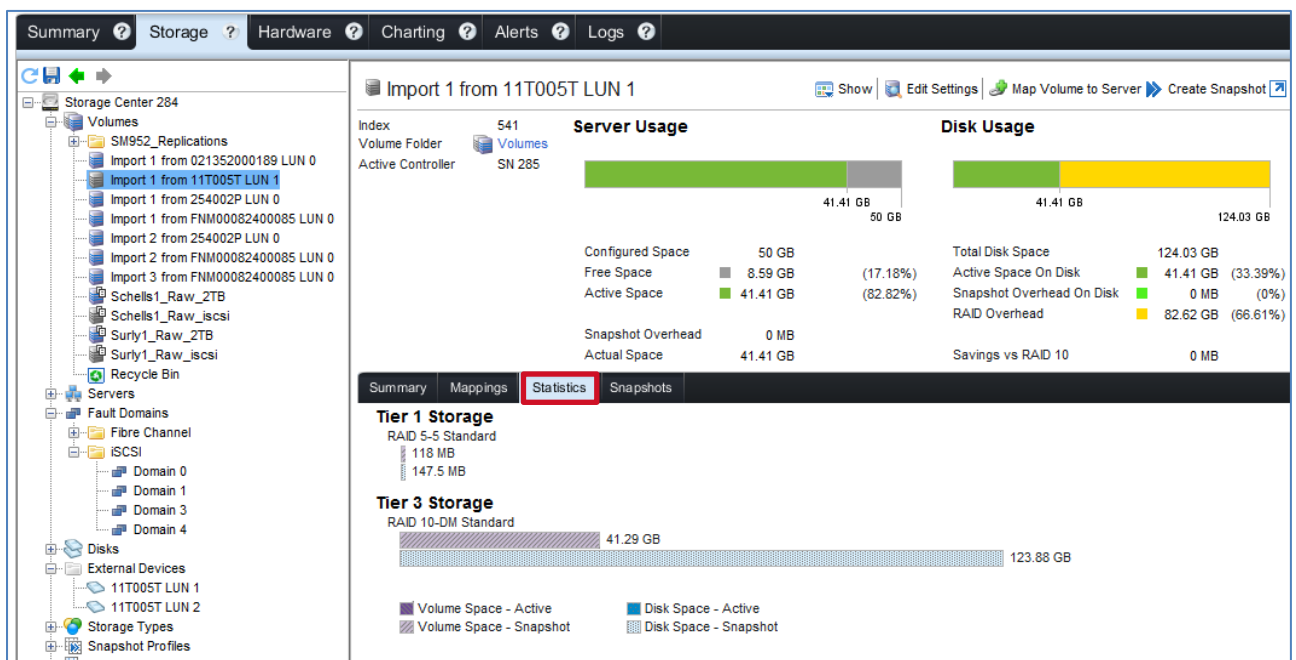 Summary ? Storage ? Hardware ? Charting ? Alerts ? Logs ?
Storage Center 284
Volumes
SM952_Replications
Import 1 from 021352000189 LUN 0
Import 1 from 11T005T LUN 1
Import 1 from 254002P LUN 0
Import 1 from FNM00082400085 LUN 0
Import 2 from 254002P LUN 0
Import 2 from FNM00082400085 LUN 0
Import 3 from FNM00082400085 LUN 0
Schells1_Raw_2TB
Schells1_Raw_iscsi
Surly1_Raw_2TB
Surly1_Raw_iscsi
Recycle Bin
Servers
Fault Domains
Fibre Channel
iSCSI
Domain 0
Domain 1
Domain 3
Domain 4
Disks
External Devices
11T005T LUN 1
11T005T LUN 2
Storage Types
Snapshot Profiles
Import 1 from 11T005T LUN 1
Show Edit Settings Map Volume to Server Create Snapshot
Index 541
Volume Folder Volumes
Active Controller SN 285
Server Usage
41.41 GB
50 GB
Configured Space 50 GB
Free Space 8.59 GB (17.18%)
Active Space 41.41 GB (82.82%)
Snapshot Overhead 0 MB
Actual Space 41.41 GB
Disk Usage
41.41 GB
124.03 GB
Total Disk Space 124.03 GB
Active Space On Disk 41.41 GB (33.39%)
Snapshot Overhead On Disk 0 MB (0%)
RAID Overhead 82.62 GB (66.61%)
Savings vs RAID 10 0 MB
Summary Mappings Statistics Snapshots
Tier 1 Storage
RAID 5-5 Standard
118 MB
147.5 MB
Tier 3 Storage
RAID 10-DM Standard
41.29 GB
123.88 GB
Volume Space - Active Disk Space - Active
Volume Space - Snapshot Disk Space - Snapshot